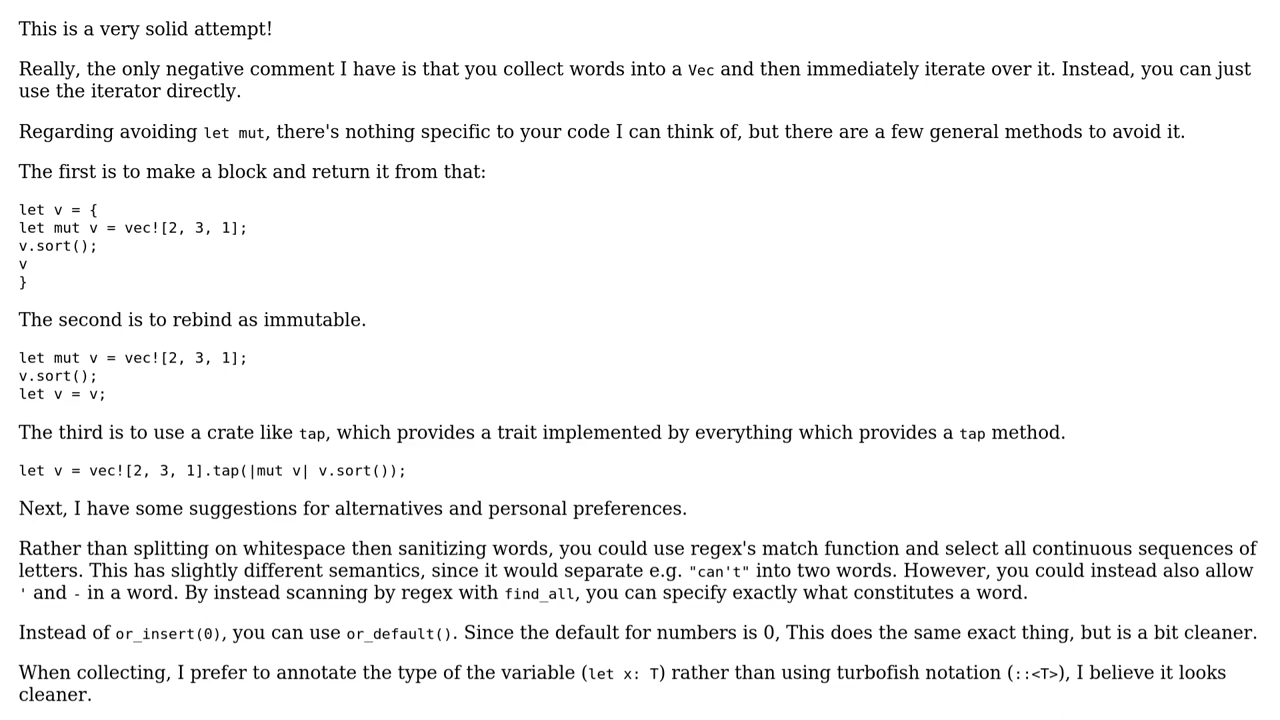 This is a very solid attempt!
Really, the only negative comment I have is that you collect words into a Vec and then immediately iterate over it. Instead, you can just
use the iterator directly.
Regarding avoiding let mut, there's nothing specific to your code I can think of, but there are a few general methods to avoid it.
The first is to make a block and return it from that:
let v = {
let mut v = vec![2, 3, 1];
v.sort();
v
}
The second is to rebind as immutable.
let mut v = vec![2, 3, 1];
v.sort();
let v = v;
The third is to use a crate like tap, which provides a trait implemented by everything which provides a tap method.
let v = vec![2, 3, 1].tap(|mut v| v.sort());
Next, I have some suggestions for alternatives and personal preferences.
Rather than splitting on whitespace then sanitizing words, you could use regex's match function and select all continuous sequences of
letters. This has slightly different semantics, since it would separate e.g. "can't" into two words. However, you could instead also allow
' and - in a word. By instead scanning by regex with find_all, you can specify exactly what constitutes a word.
Instead of or_insert(0), you can use or_default(). Since the default for numbers is 0, This does the same exact thing, but is a bit cleaner.
When collecting, I prefer to annotate the type of the variable (let x: T) rather than using turbofish notation (::<T>), I believe it looks
cleaner.